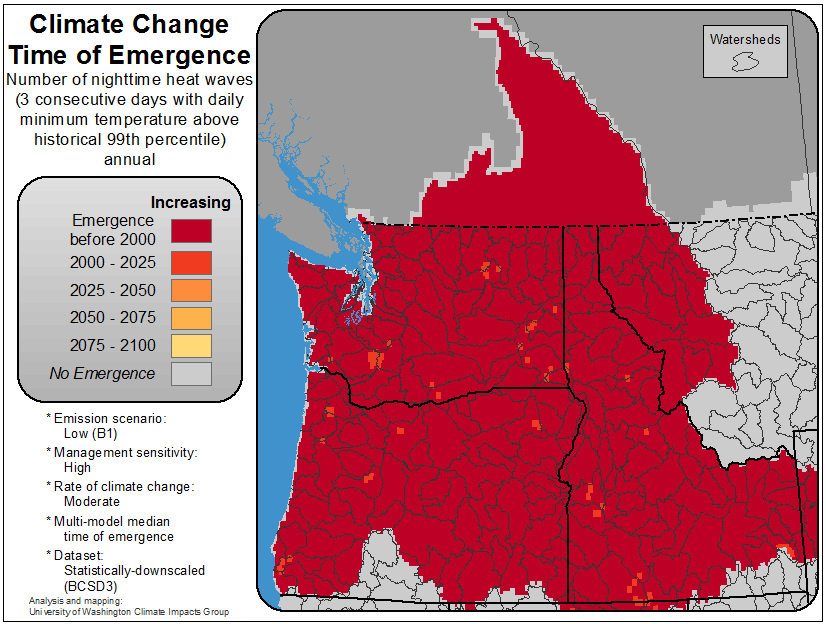 Climate Change
Time of Emergence
Number of nighttime heat waves
(3 consecutive days with daily
minimum temperature above
historical 99th percentile)
annual
Increasing
Emergence
before 2000
2000 - 2025
2025 - 2050
2050 - 2075
2075 - 2100
No Emergence
* Emission scenario:
Low (B1)
* Management sensitivity:
High
* Rate of climate change:
Moderate
* Multi-model median
time of emergence
* Dataset:
Statistically-downscaled
(BCSD3)
Analysis and mapping:
University of Washington Climate Impacts Group
Watersheds